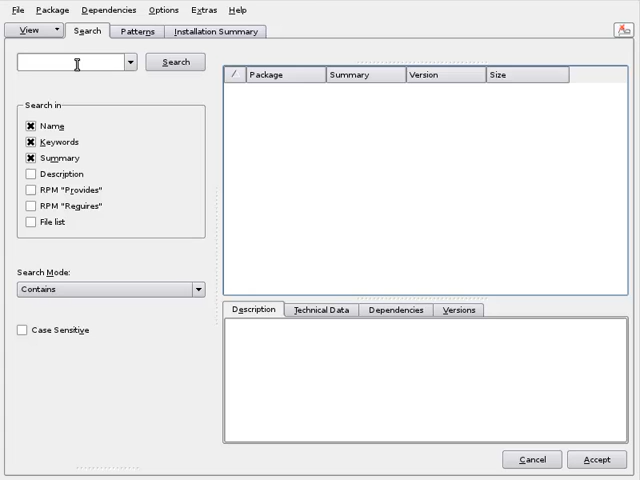 File Package Dependencies Options Extras Help
View Search Patterns Installation Summary
Search
/ Package Summary Version Size
Search in
Name
Keywords
Summary
Description
RPM "Provides"
RPM "Requires"
File list
Search Mode:
Contains
Description Technical Data Dependencies Versions
Case Sensitive
Cancel Accept